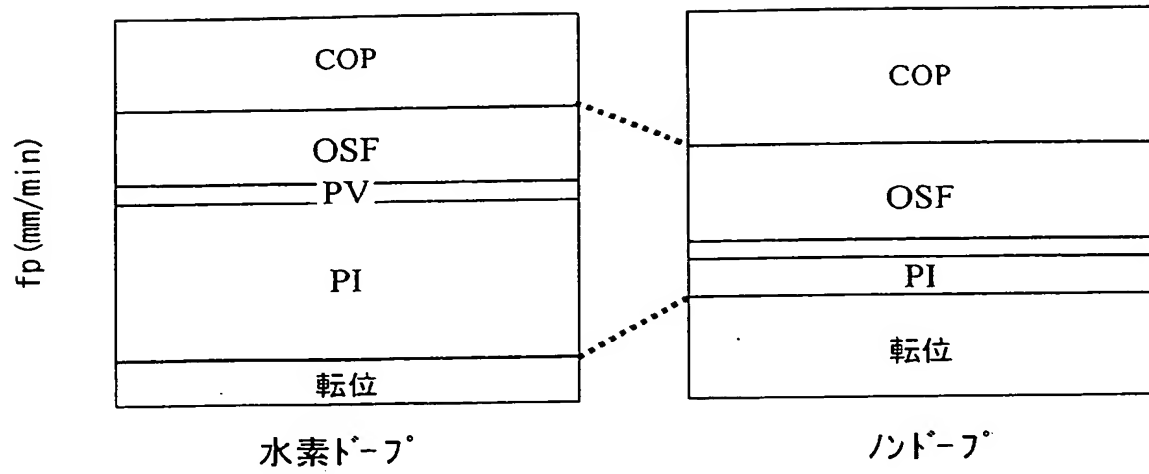 fp(mm/min)
COP
OSF
PV
PI
転位
水素ﾄﾞｰﾌﾟ
COP
OSF
PI
転位
ﾉﾝﾄﾞｰﾌﾟ